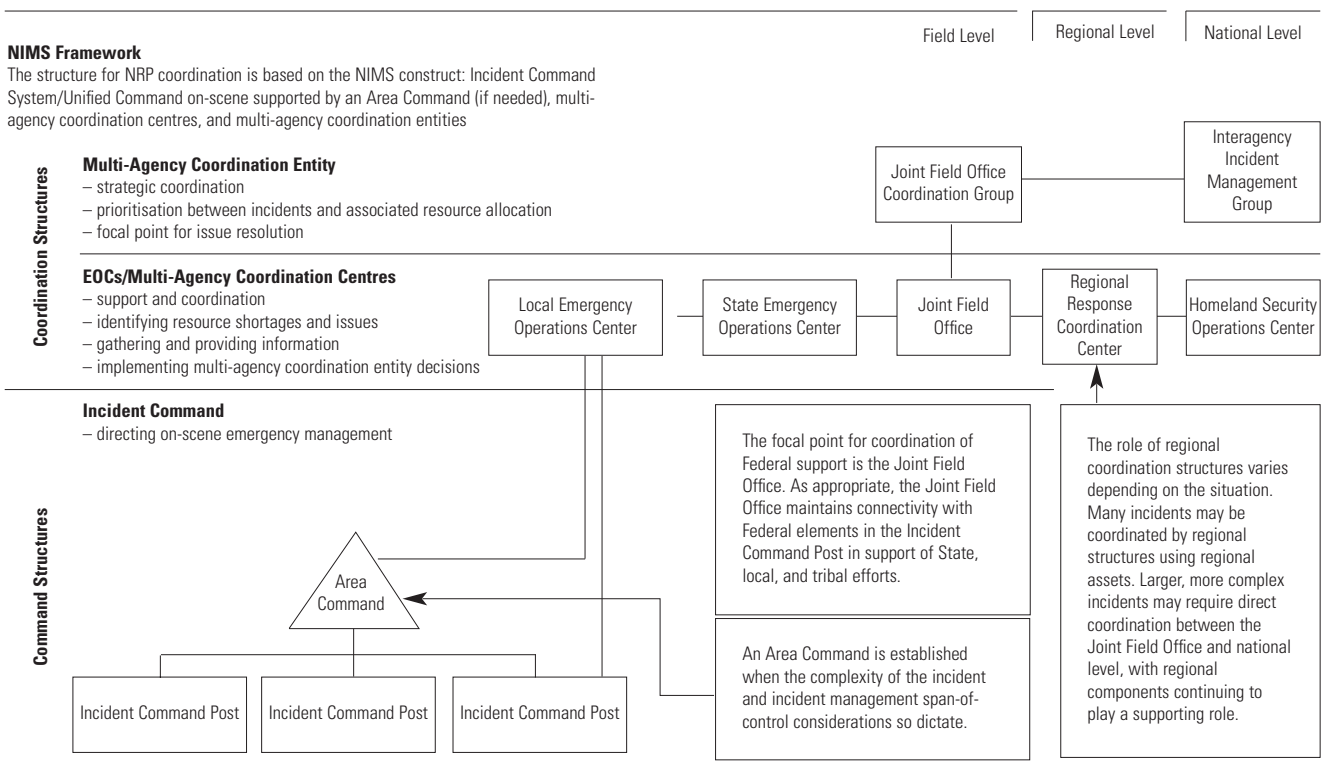 Field Level
Regional Level
National Level
NIMS Framework
The structure for NRP coordination is based on the NIMS construct: Incident Command
System/Unified Command on-scene supported by an Area Command (if needed), multi-
agency coordination centres, and multi-agency coordination entities
Coordination Structures
Multi-Agency Coordination Entity
– strategic coordination
– prioritisation between incidents and associated resource allocation
– focal point for issue resolution
Joint Field Office
Coordination Group
Interagency
Incident
Management
Group
EOCs/Multi-Agency Coordination Centres
– support and coordination
– identifying resource shortages and issues
– gathering and providing information
– implementing multi-agency coordination entity decisions
Local Emergency
Operations Center
State Emergency
Operations Center
Joint Field
Office
Regional
Response
Coordination
Center
Homeland Security
Operations Center
Command Structures
Incident Command
– directing on-scene emergency management
Area
Command
Incident Command Post
Incident Command Post
Incident Command Post
The focal point for coordination of
Federal support is the Joint Field
Office. As appropriate, the Joint Field
Office maintains connectivity with
Federal elements in the Incident
Command Post in support of State,
local, and tribal efforts.
An Area Command is established
when the complexity of the incident
and incident management span-of-
control considerations so dictate.
The role of regional
coordination structures varies
depending on the situation.
Many incidents may be
coordinated by regional
structures using regional
assets. Larger, more complex
incidents may require direct
coordination between the
Joint Field Office and national
level, with regional
components continuing to
play a supporting role.